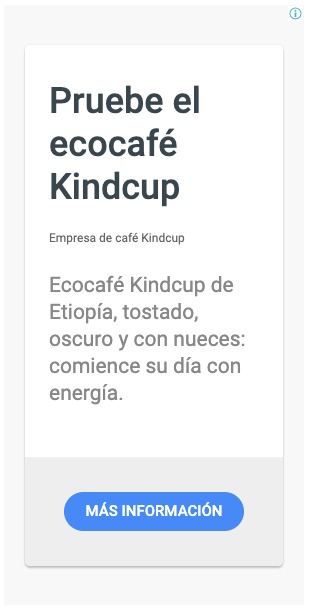 Pruebe el
ecocafé
Kindcup
Empresa de café Kindcup
Ecocafé Kindcup de
Etiopía, tostado,
oscuro y con nueces:
comience su día con
energía.
MÁS INFORMACIÓN